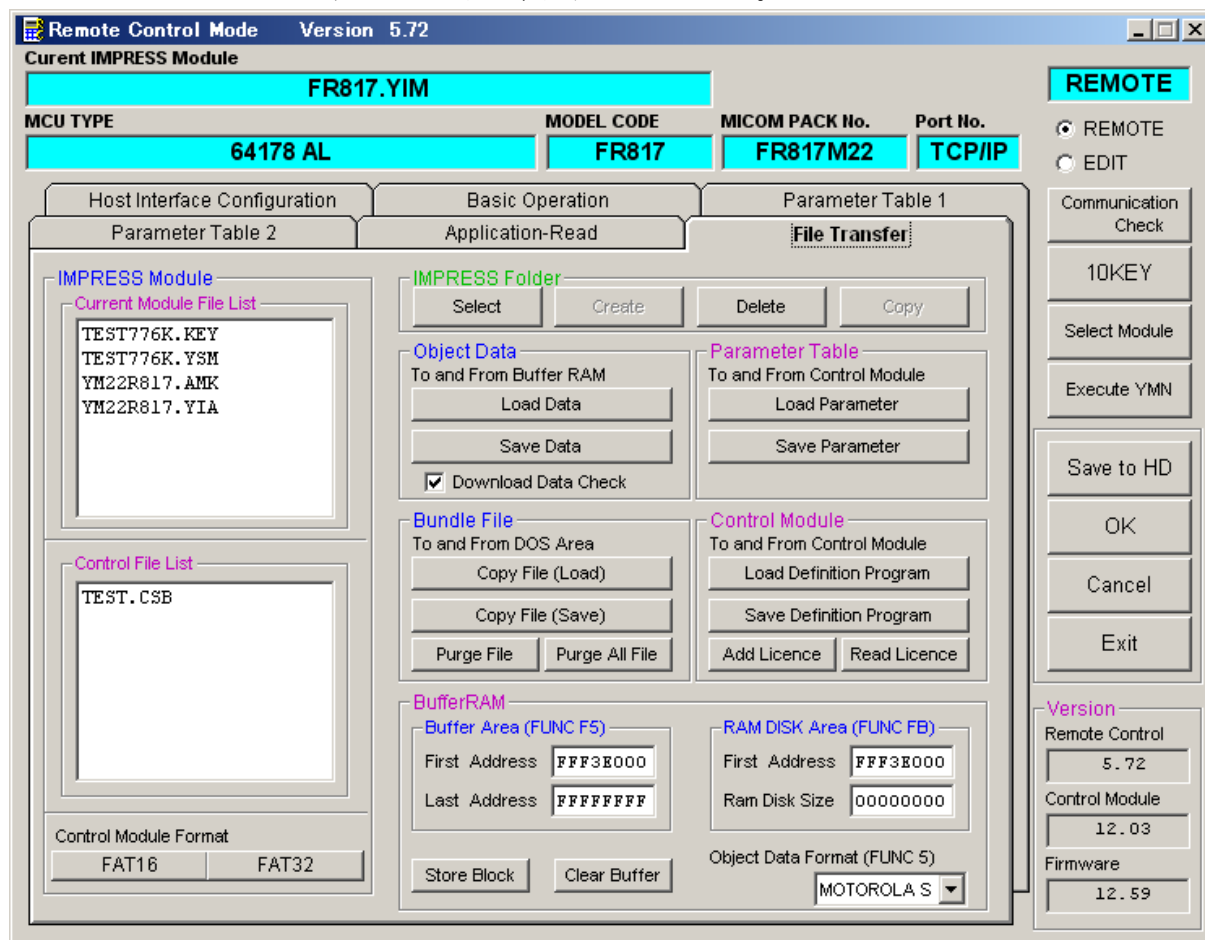 Remote Control Mode Version 5.72
Curent IMPRESS Module
FR817.YIM
REMOTE
MCU TYPE MODEL CODE MICOM PACK No. Port No.
64178 AL FR817 FR817M22 TCP/IP
REMOTE
EDIT
Host Interface Configuration Basic Operation Parameter Table 1
Parameter Table 2 Application-Read File Transfer
Communication
Check
10KEY
Select Module
Execute YMN
Save to HD
OK
Cancel
Exit
IMPRESS Module
Current Module File List
TEST776K.KEY
TEST776K.YSM
YM22R817.AMK
YM22R817.YIA
Control File List
TEST.CSB
Control Module Format
FAT16 FAT32
IMPRESS Folder
Select Create Delete Copy
Object Data
To and From Buffer RAM
Load Data
Save Data
Download Data Check
Parameter Table
To and From Control Module
Load Parameter
Save Parameter
Bundle File
To and From DOS Area
Copy File (Load)
Copy File (Save)
Purge File Purge All File
Control Module
To and From Control Module
Load Definition Program
Save Definition Program
Add Licence Read Licence
BufferRAM
Buffer Area (FUNC F5)
First Address FFF3E000
Last Address FFFFFFFF
RAM DISK Area (FUNC FB)
First Address FFF3E000
Ram Disk Size 00000000
Store Block Clear Buffer
Object Data Format (FUNC 5)
MOTOROLA S
Version
Remote Control
5.72
Control Module
12.03
Firmware
12.59